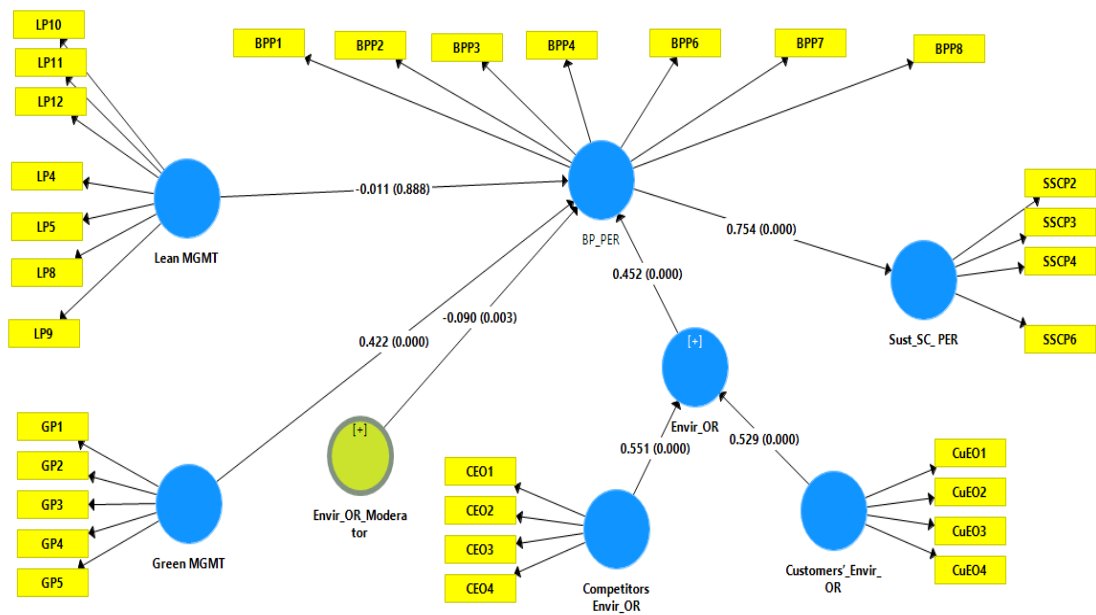 LP10
LP11
LP12
LP4
LP5
LP8
LP9
Lean MGMT
BPP1
BPP2
BPP3
BPP4
BPP6
BPP7
BPP8
-0.011 (0.888)
BP_PER
0.754 (0.000)
SSCP2
SSCP3
SSCP4
SSCP6
Sust_SC_ PER
0.452 (0.000)
-0.090 (0.003)
0.422 (0.000)
[+]
Envir_OR
0.551 (0.000)
0.529 (0.000)
GP1
GP2
GP3
GP4
GP5
Green MGMT
[+]
Envir_OR_Modera
tor
CEO1
CEO2
CEO3
CEO4
Competitors
Envir_OR
Customers'_Envir_
OR
CuEO1
CuEO2
CuEO3
CuEO4